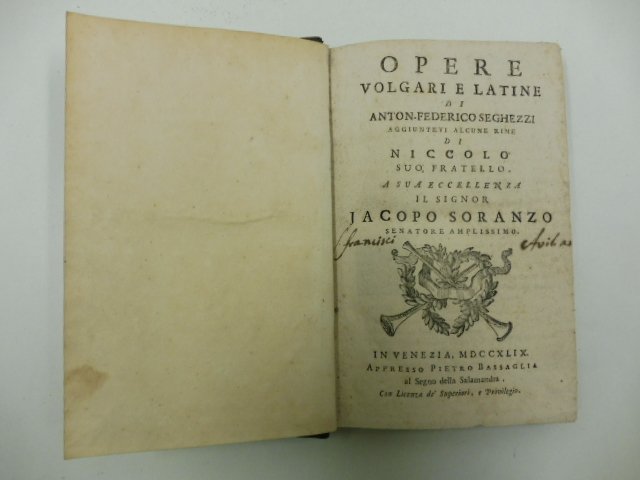 OPERE
VOLGARI E LATINE
DI
ANTON-FEDERICO SEGHEZZI
AGGIUNTEVI ALCUNE RIME
DI
NICCOLO
SUO FRATELLO.
A SUA ECCELLENZA
IL SIGNOR
JACOPO SORANZO
SENATORE AMPLISSIMO.
francisci
IN VENEZIA, MDCCXLIX.
APPRESSO PIETRO BASSAGLIA
al Segno della Salamandra.
Con Licenza de' Superiori, e Privilegio.